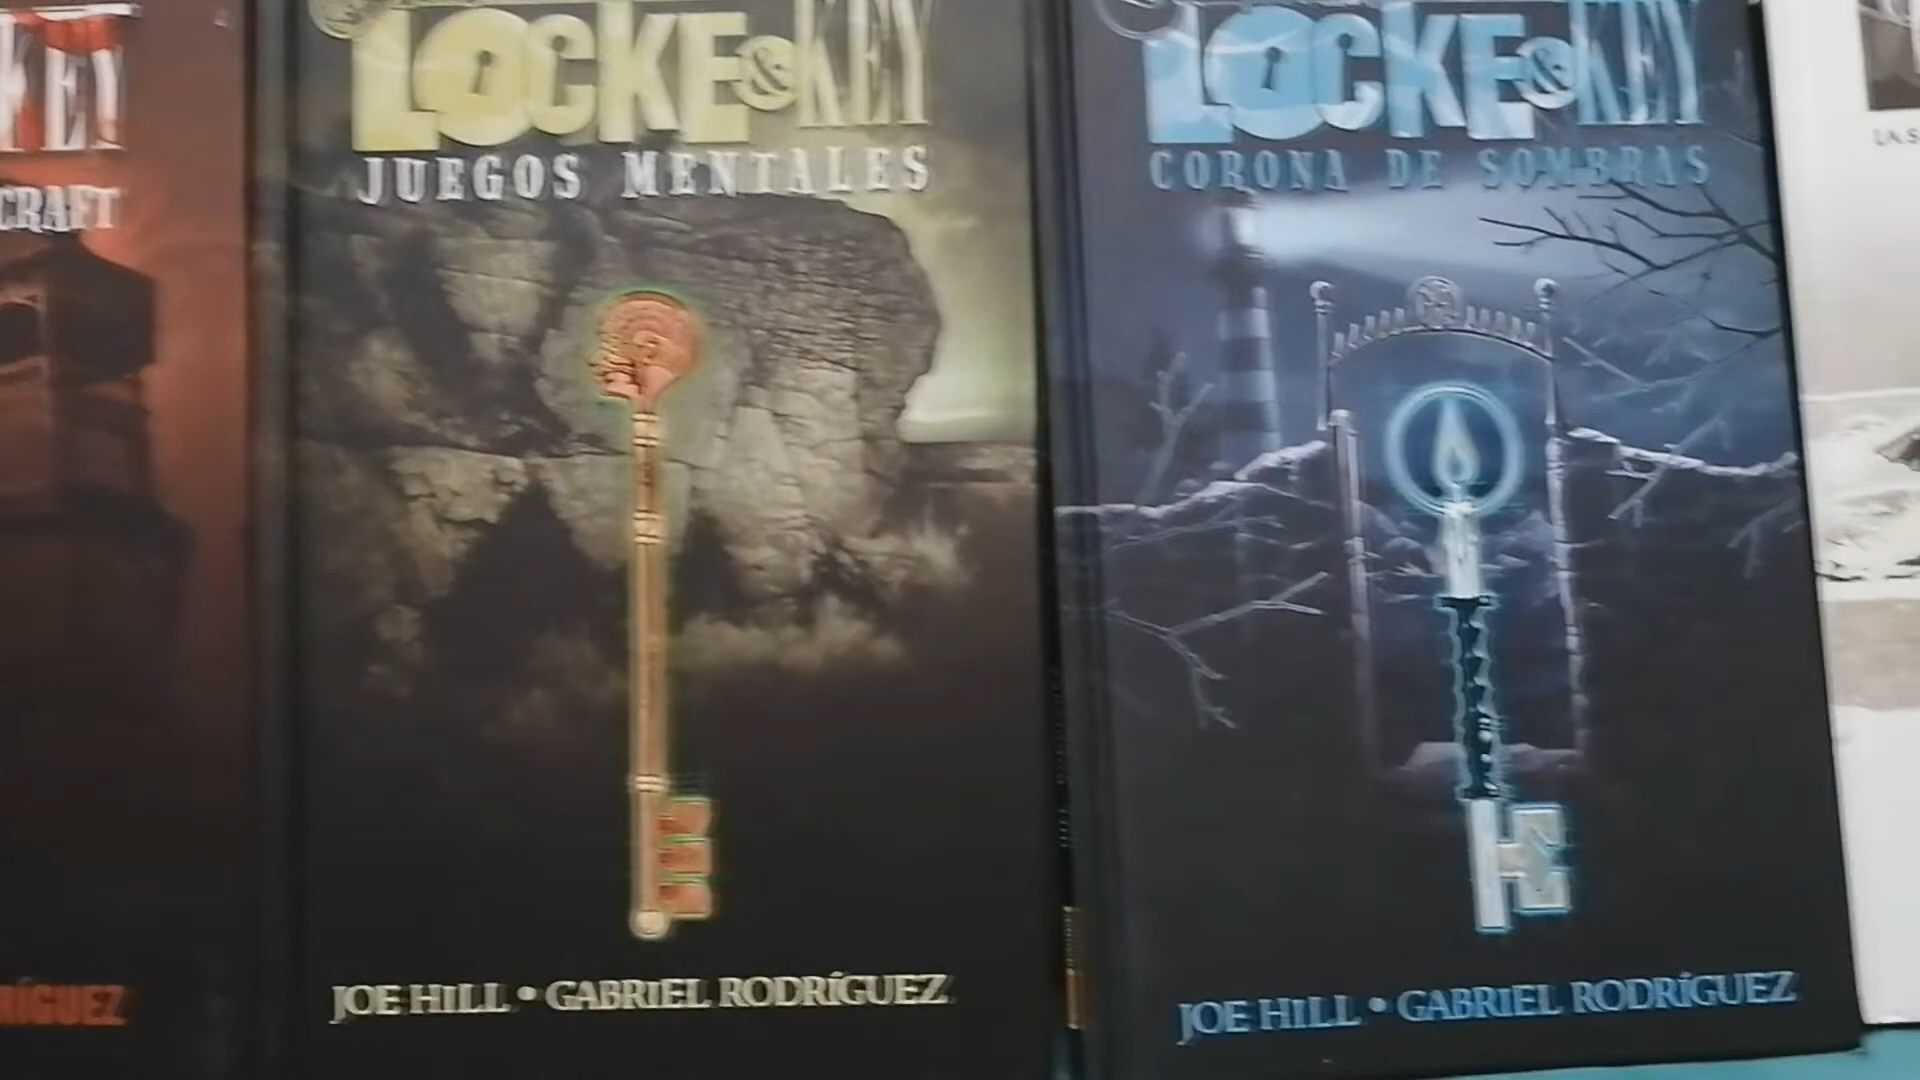 KEY
CRAFT
RÍGUEZ
LOCKE & KEY
JUEGOS MENTALES
JOE HILL • GABRIEL RODRÍGUEZ
LOCKE & KEY
CORONA DE SOMBRAS
JOE HILL • GABRIEL RODRÍGUEZ
LA S